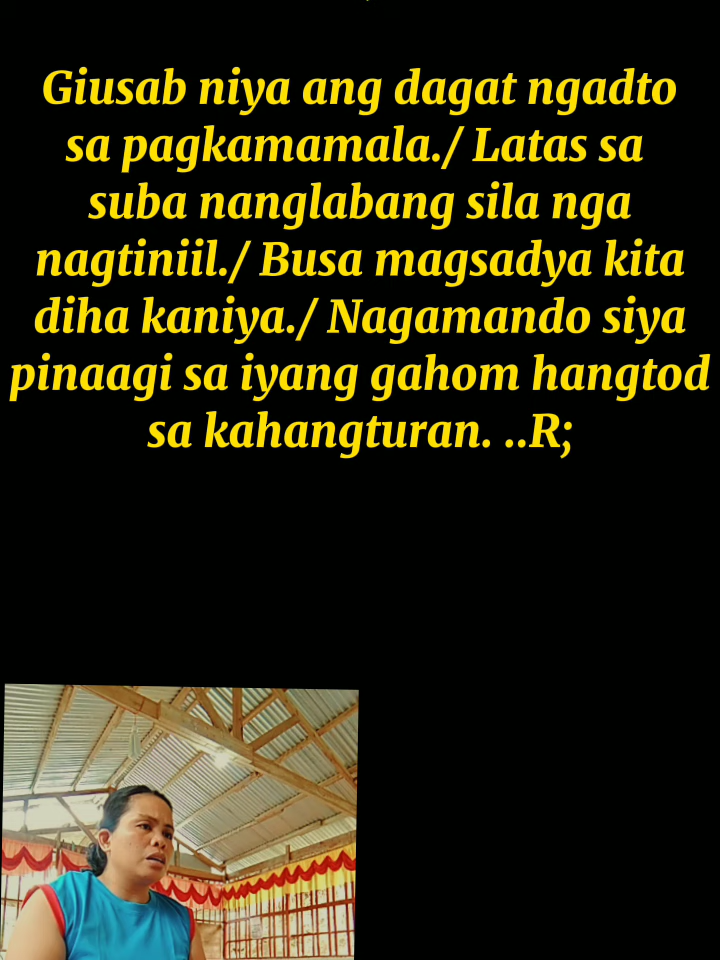 Giusab niya ang dagat ngadto
sa pagkamamala./ Latas sa
suba nanglabang sila nga
nagtiniil./ Busa magsadya kita
diha kaniya./ Nagamando siya
pinaagi sa iyang gahom hangtod
sa kahangturan. ..R;